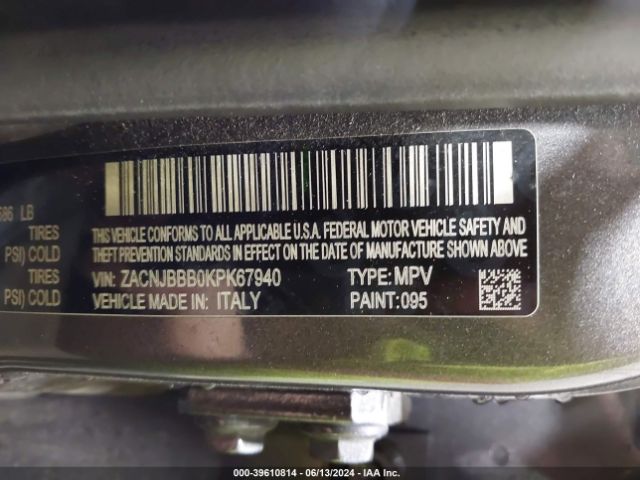 686 LB
TIRES
PSI) COLD
TIRES
PSI) COLD
THIS VEHICLE CONFORMS TO ALL APPLICABLE U.S.A. FEDERAL MOTOR VEHICLE SAFETY AND
THEFT PREVENTION STANDARDS IN EFFECT ON THE DATE OF MANUFACTURE SHOWN ABOVE
VIN: ZACNJBBB0KPK67940 TYPE: MPV
VEHICLE MADE IN: ITALY PAINT: 095
000-39610814 - 06/13/2024 - IAA Inc.